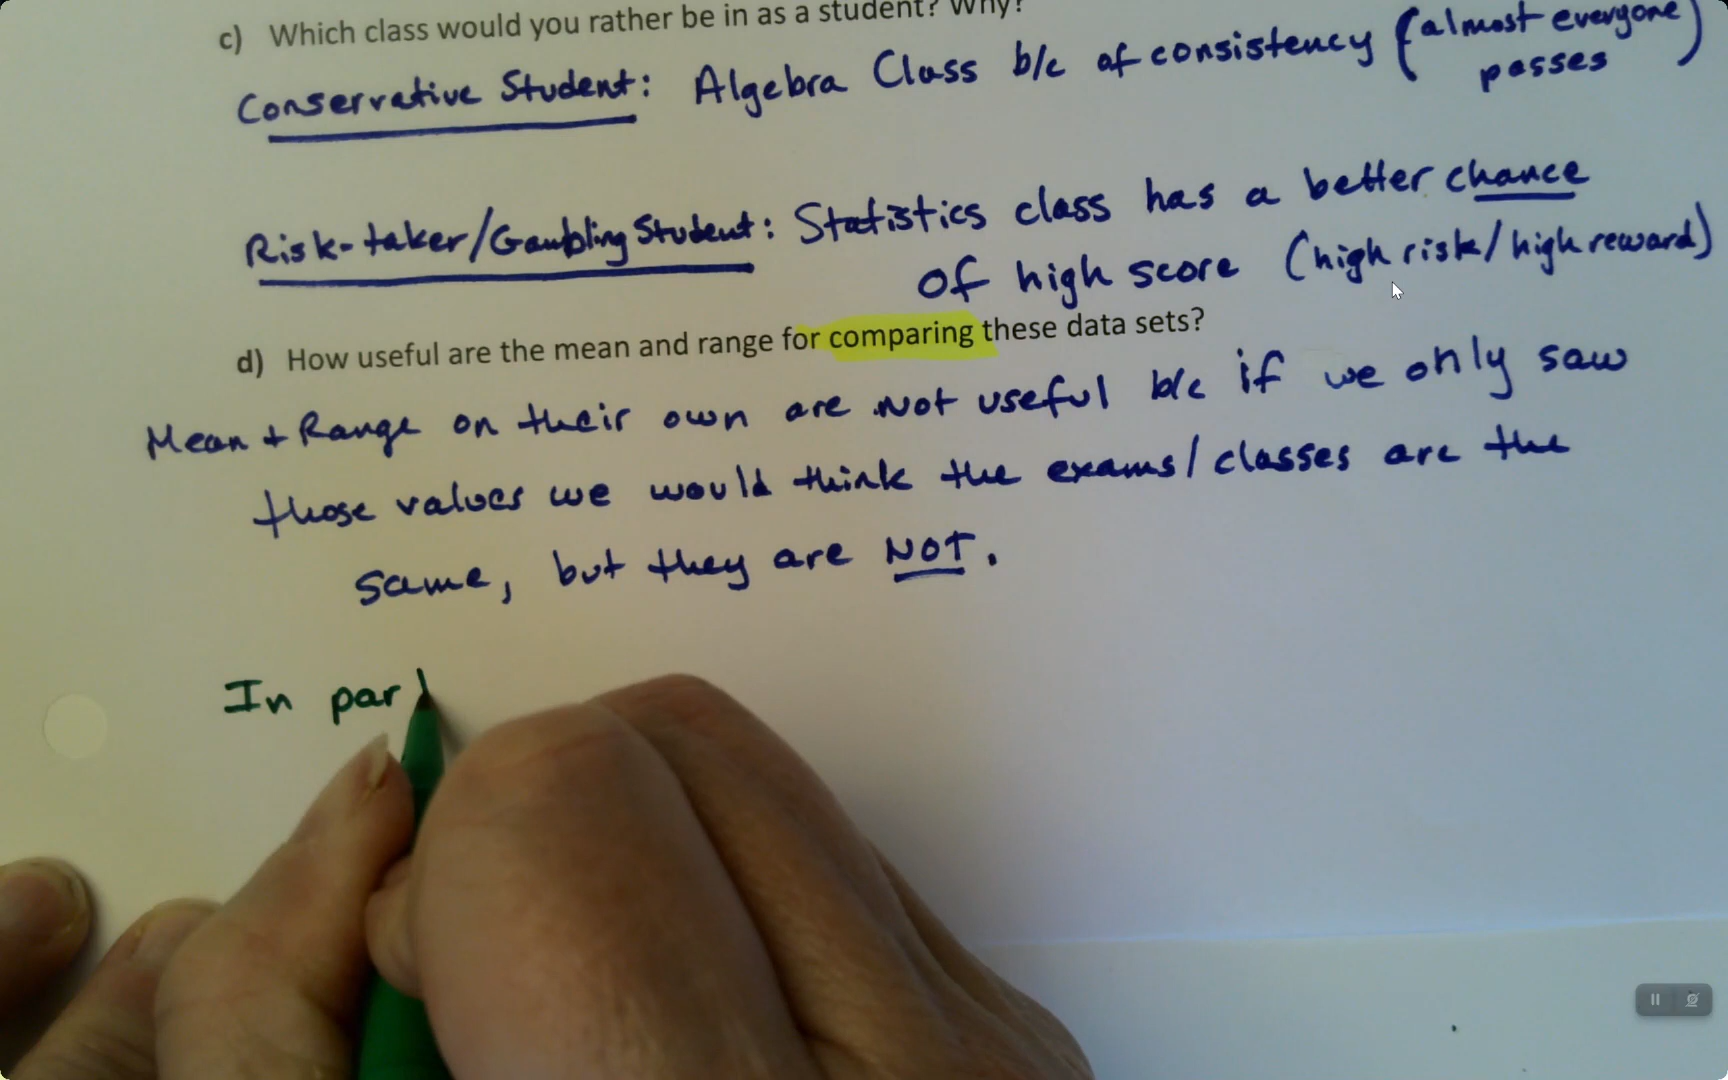 c) Which class would you rather be in as a student? Why?
Conservative Student: Algebra Class b/c of consistency (almost everyone passes)
Risk-taker/Gambling Student: Statistics class has a better chance
of high score (high risk/high reward)
d) How useful are the mean and range for comparing these data sets?
Mean + Range on their own are not useful b/c if we only saw
those values we would think the exams/classes are the
same, but they are NOT.
In par